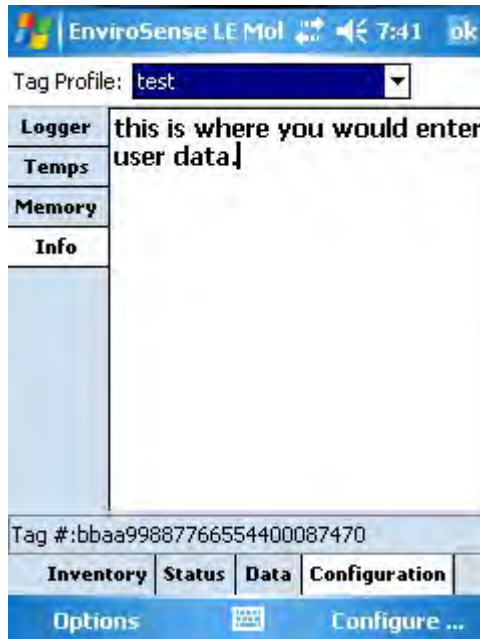 EnviroSense LE Mol 7:41 ok
Tag Profile: test
Logger
Temps
Memory
Info
this is where you would enter
user data.
Tag #:bbaa99887766554400087470
Inventory Status Data Configuration
Options Configure ...